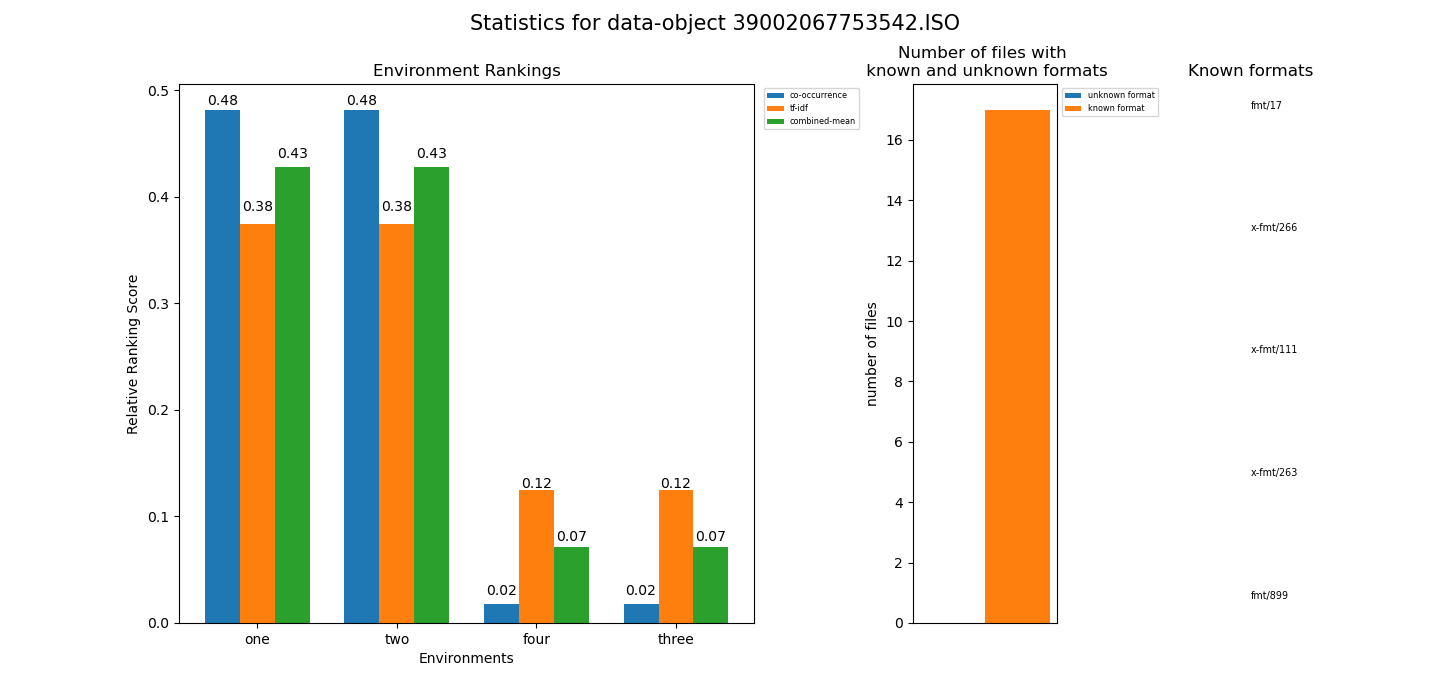 Statistics for data-object 39002067753542.ISO
Environment Rankings
0.5
0.4
0.3
0.2
0.1
0.0
Relative Ranking Score
0.48
0.38
0.43
0.48
0.38
0.43
0.02
0.12
0.07
0.02
0.12
0.07
one
two
four
three
Environments
co-occurrence
tf-idf
combined-mean
Number of files with
known and unknown formats
16
14
12
10
8
6
4
2
0
number of files
unknown format
known format
Known formats
fmt/17
x-fmt/266
x-fmt/111
x-fmt/263
fmt/899